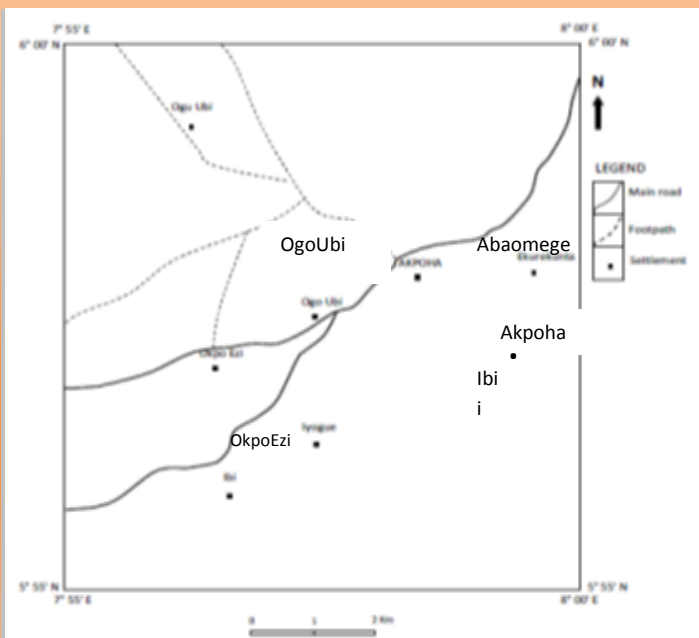 7° 55' E
8° 00' E
6° 00' N
6° 00' N
N
Ogu Ubi
LEGEND
Main road
Footpath
Settlement
OgoUbi
Abaomege
AKPOHA
Ekurekunta
Ogo Ubi
Akpoha
Okpo Ezi
Ibi
i
OkpoEzi
Iyogue
Ibi
5° 55' N
5° 55' N
7° 55' E
8° 00' E
0 1 2 Km